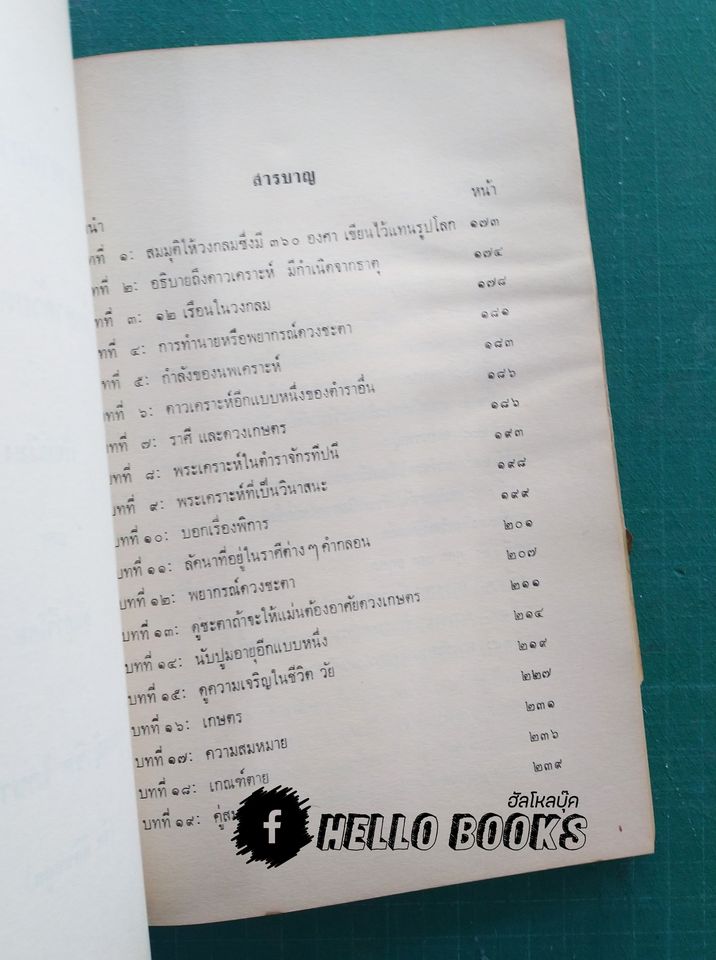 สารบาญ
หน้า
นำ
ทที่ ๑: สมมุติให้วงกลมซึ่งมี ๓๖๐ องศา เขียนไว้แทนรูปโลก ๑๗๓
ทที่ ๒: อธิบายถึงดาวเคราะห์ มีกำเนิดจากธาตุ ๑๗๔
ทที่ ๓: ๑๒ เรือนในวงกลม ๑๗๘
ทที่ ๔: การทำนายหรือพยากรณ์ดวงชะตา ๑๘๑
ทที่ ๕: กำลังของนพเคราะห์ ๑๘๓
ทที่ ๖: ดาวเคราะห์อีกแบบหนึ่งของตำราอื่น ๑๘๖
บทที่ ๗: ราศี และดวงเกษตร ๑๘๖
บทที่ ๘: พระเคราะห์ในตำราจักรทีปนี ๑๙๓
บทที่ ๙: พระเคราะห์ที่เป็นวินาสนะ ๑๙๘
บทที่ ๑๐: บอกเรื่องพิการ ๑๙๙
บทที่ ๑๑: ลัคนาที่อยู่ในราศีต่าง ๆ คำกลอน ๒๐๑
บทที่ ๑๒: พยากรณ์ดวงชะตา ๒๐๗
บทที่ ๑๓: ดูชะตาถ้าจะให้แม่นต้องอาศัยดวงเกษตร ๒๑๑
บทที่ ๑๔: นับปูมอายุอีกแบบหนึ่ง ๒๑๔
บทที่ ๑๕: ดูความเจริญในชีวิต วัย ๒๑๙
บทที่ ๑๖: เกษตร ๒๒๗
บทที่ ๑๗: ความสมหมาย ๒๓๑
บทที่ ๑๘: เกณฑ์ตาย ๒๓๖
บทที่ ๑๙: คู่สม ๒๓๙
ฮัลโหลบุ๊ค
f HELLO BOOKS